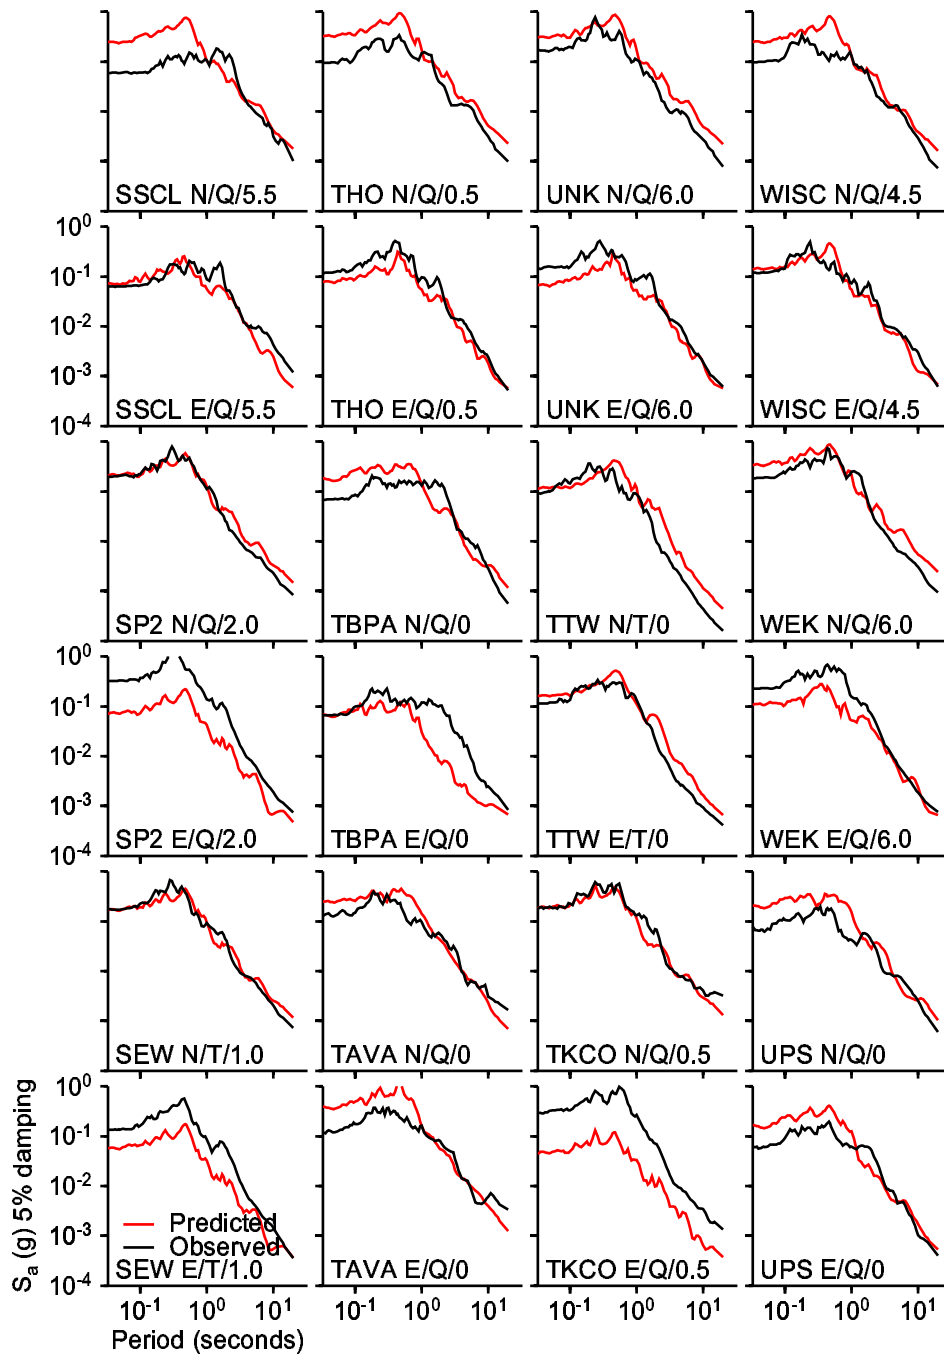 SSCL N/Q/5.5 THO N/Q/0.5 UNK N/Q/6.0 WISC N/Q/4.5
10^0
10^-1
10^-2
10^-3
10^-4
SSCL E/Q/5.5 THO E/Q/0.5 UNK E/Q/6.0 WISC E/Q/4.5
SP2 N/Q/2.0 TBPA N/Q/0 TTW N/T/0 WEK N/Q/6.0
10^0
10^-1
10^-2
10^-3
10^-4
SP2 E/Q/2.0 TBPA E/Q/0 TTW E/T/0 WEK E/Q/6.0
SEW N/T/1.0 TAVA N/Q/0 TKCO N/Q/0.5 UPS N/Q/0
S_a (g) 5% damping
10^0
10^-1
10^-2
10^-3
10^-4
Predicted
Observed
SEW E/T/1.0 TAVA E/Q/0 TKCO E/Q/0.5 UPS E/Q/0
10^-1 10^0 10^1 10^-1 10^0 10^1 10^-1 10^0 10^1 10^-1 10^0 10^1
Period (seconds)